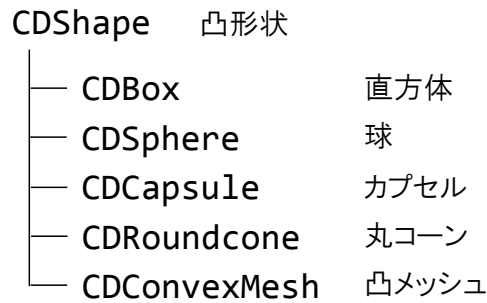 CDShape 凸形状
CDBox 直方体
CDSphere 球
CDCapsule カプセル
CDRoundcone 丸コーン
CDConvexMesh 凸メッシュ